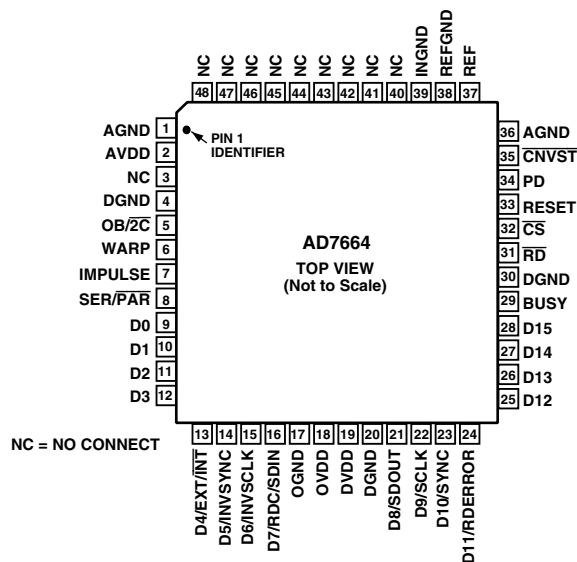 NC NC NC NC NC NC NC NC NC INGND REFGND REF
48 47 46 45 44 43 42 41 40 39 38 37
AGND 1
AVDD 2
NC 3
DGND 4
OB/2C 5
WARP 6
IMPULSE 7
SER/PAR 8
D0 9
D1 10
D2 11
D3 12
PIN 1
IDENTIFIER
AD7664
TOP VIEW
(Not to Scale)
36 AGND
35 CNVST
34 PD
33 RESET
32 CS
31 RD
30 DGND
29 BUSY
28 D15
27 D14
26 D13
25 D12
NC = NO CONNECT
13 14 15 16 17 18 19 20 21 22 23 24
D4/EXT/INT
D5/INVSYNC
D6/INVSCLK
D7/RDC/SDIN
OGND
OVDD
DVDD
DGND
D8/SDOUT
D9/SCLK
D10/SYNC
D11/RDERROR